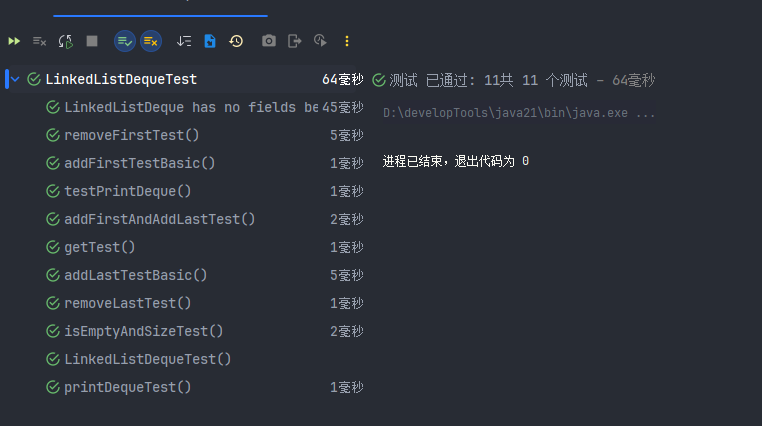 LinkedListDequeTest 64毫秒
LinkedListDeque has no fields be 45毫秒
removeFirstTest() 5毫秒
addFirstTestBasic() 1毫秒
testPrintDeque() 1毫秒
addFirstAndAddLastTest() 2毫秒
getTest() 1毫秒
addLastTestBasic() 5毫秒
removeLastTest() 1毫秒
isEmptyAndSizeTest() 2毫秒
LinkedListDequeTest()
printDequeTest() 1毫秒
测试 已通过: 11共 11 个测试 – 64毫秒
D:\developTools\java21\bin\java.exe ...
进程已结束，退出代码为 0